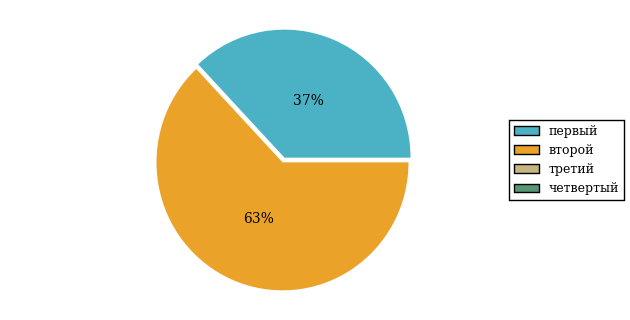 37%
63%
первый
второй
третий
четвертый